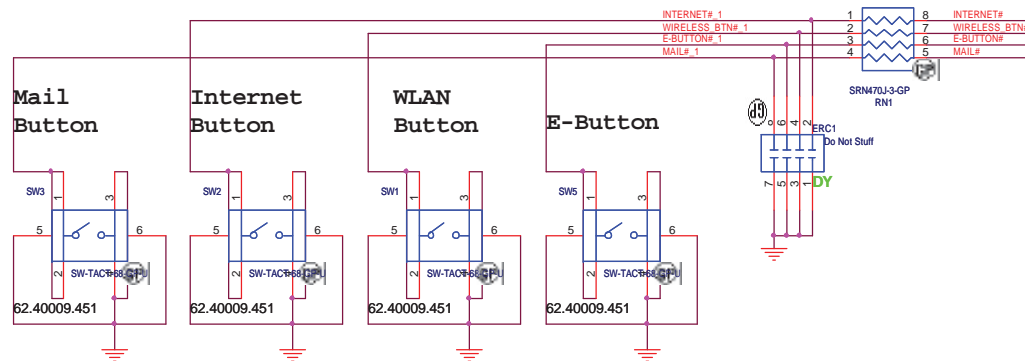 INTERNET#_1
1
8
INTERNET#
WIRELESS_BTN#_1
2
7
WIRELESS_BTN#
E-BUTTON#_1
3
6
E-BUTTON#
MAIL#_1
4
5
MAIL#
SRN470J-3-GP
RN1
Mail
Button
Internet
Button
WLAN
Button
E-Button
8
6
4
2
ERC1
Do Not Stuff
7
5
3
1
DY
SW3
1
3
5
6
2
62.40009.451
SW2
1
3
5
6
2
62.40009.451
SW1
1
3
5
6
2
62.40009.451
SW5
1
3
5
6
2
62.40009.451